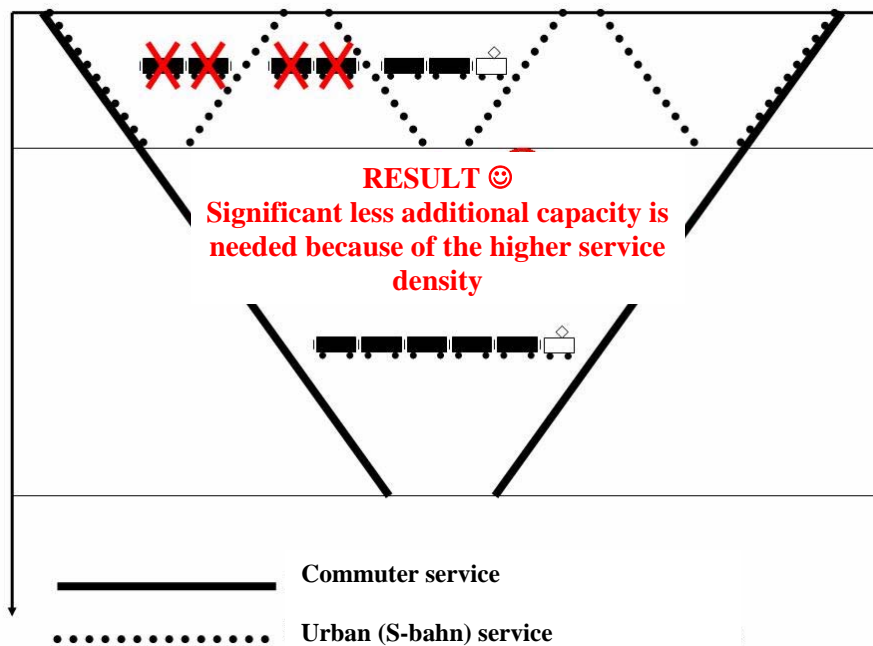 RESULT ☺
Significant less additional capacity is
needed because of the higher service
density
Commuter service
Urban (S-bahn) service